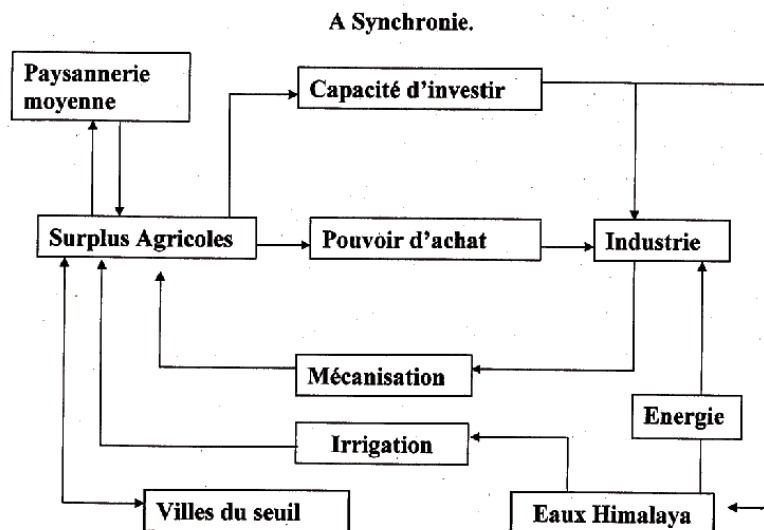 A Synchronie.
Paysannerie
moyenne
Capacité d'investir
Surplus Agricoles
Pouvoir d'achat
Industrie
Mécanisation
Energie
Irrigation
Villes du seuil
Eaux Himalaya